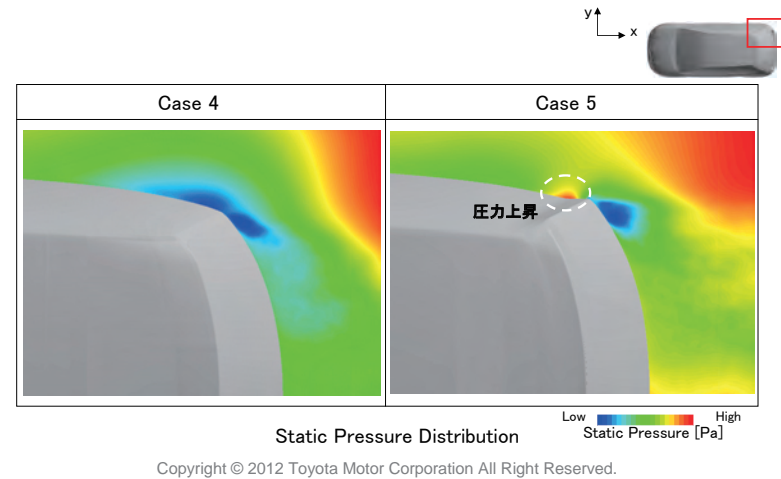 y
x
Case 4
Case 5
圧力上昇
Low
High
Static Pressure Distribution
Static Pressure [Pa]
Copyright © 2012 Toyota Motor Corporation All Right Reserved.